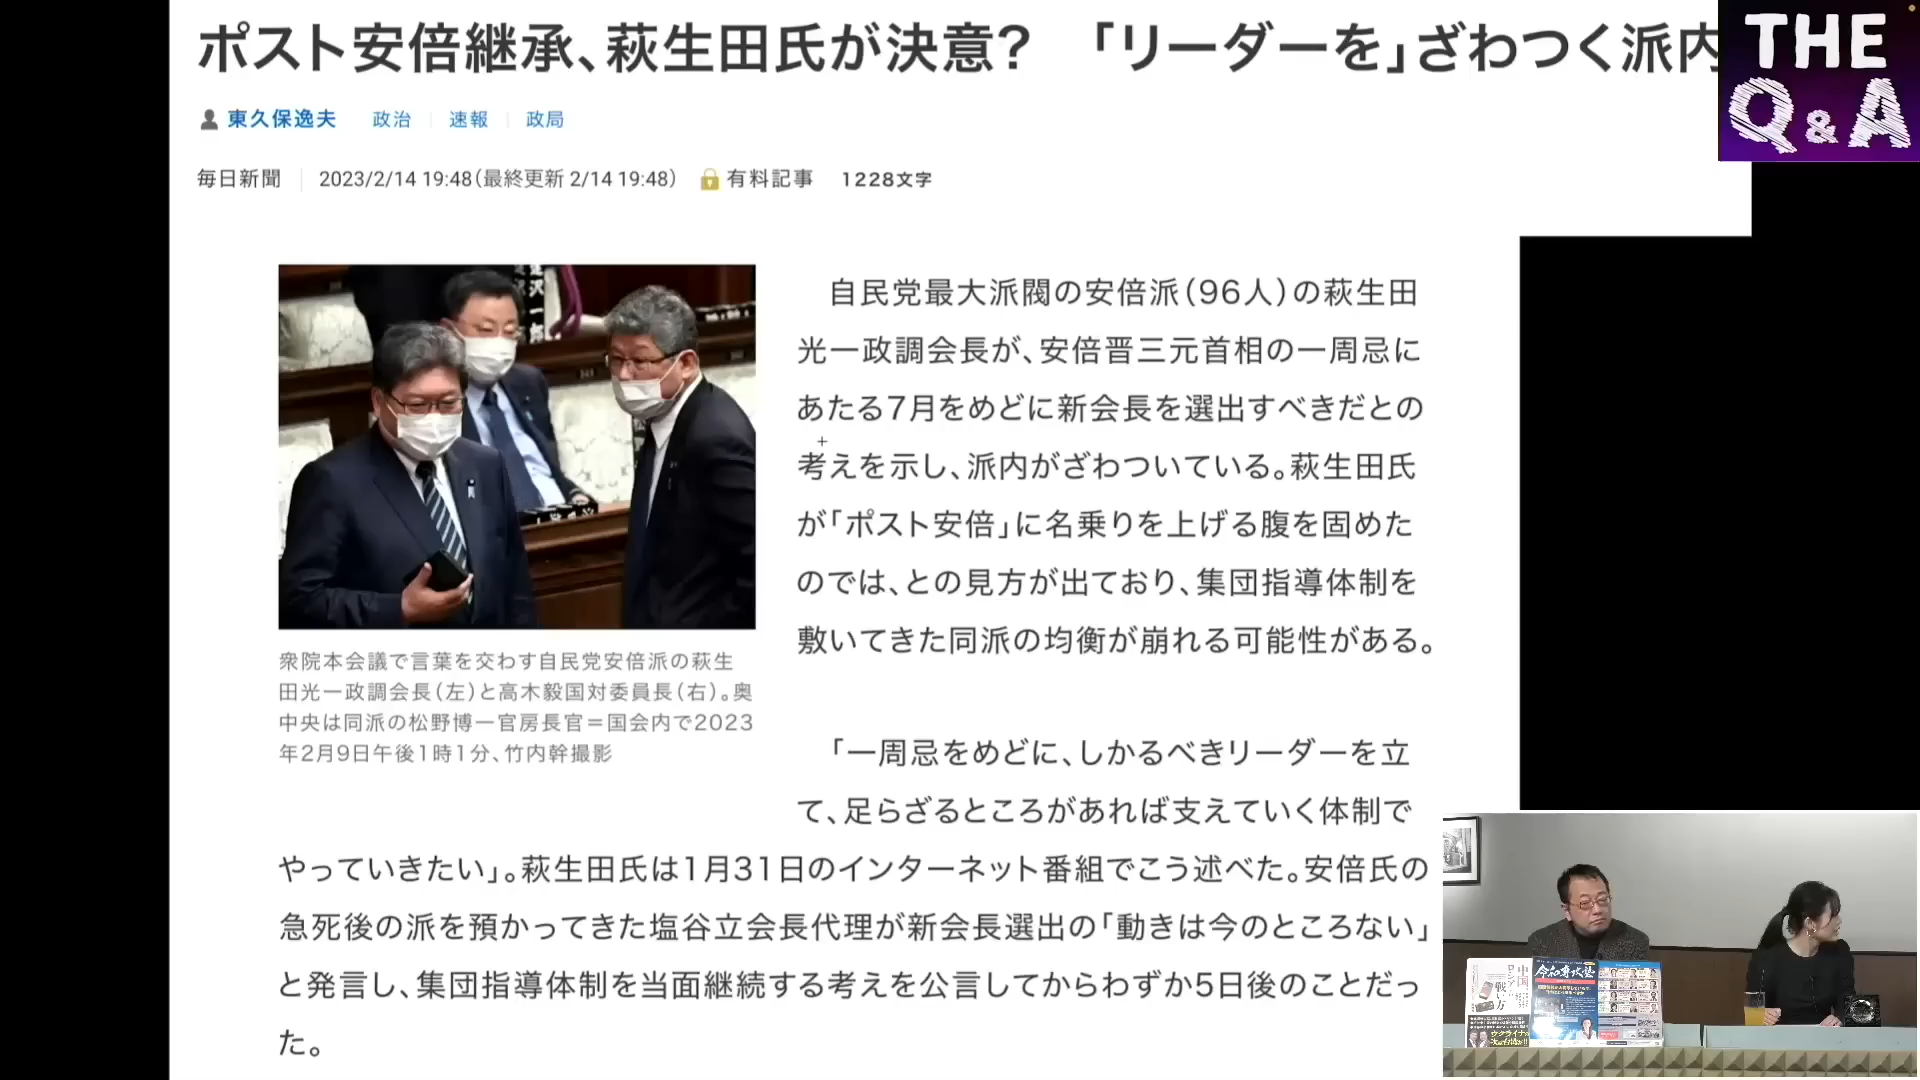 ポスト安倍継承、萩生田氏が決意？　「リーダーを」ざわつく派内
THE
Q&A
東久保逸夫　政治　速報　政局
毎日新聞　2023/2/14 19:48（最終更新 2/14 19:48）　有料記事　1228文字
自民党最大派閥の安倍派（96人）の萩生田
光一政調会長が、安倍晋三元首相の一周忌に
あたる7月をめどに新会長を選出すべきだとの
考えを示し、派内がざわついている。萩生田氏
が「ポスト安倍」に名乗りを上げる腹を固めた
のでは、との見方が出ており、集団指導体制を
敷いてきた同派の均衡が崩れる可能性がある。
衆院本会議で言葉を交わす自民党安倍派の萩生
田光一政調会長（左）と高木毅国対委員長（右）。奥
中央は同派の松野博一官房長官＝国会内で2023
年2月9日午後1時1分、竹内幹撮影
「一周忌をめどに、しかるべきリーダーを立
て、足らざるところがあれば支えていく体制で
やっていきたい」。萩生田氏は1月31日のインターネット番組でこう述べた。安倍氏の
急死後の派を預かってきた塩谷立会長代理が新会長選出の「動きは今のところない」
と発言し、集団指導体制を当面継続する考えを公言してからわずか5日後のことだっ
た。
中国
戦い方
令和専攻塾
ウクライナの